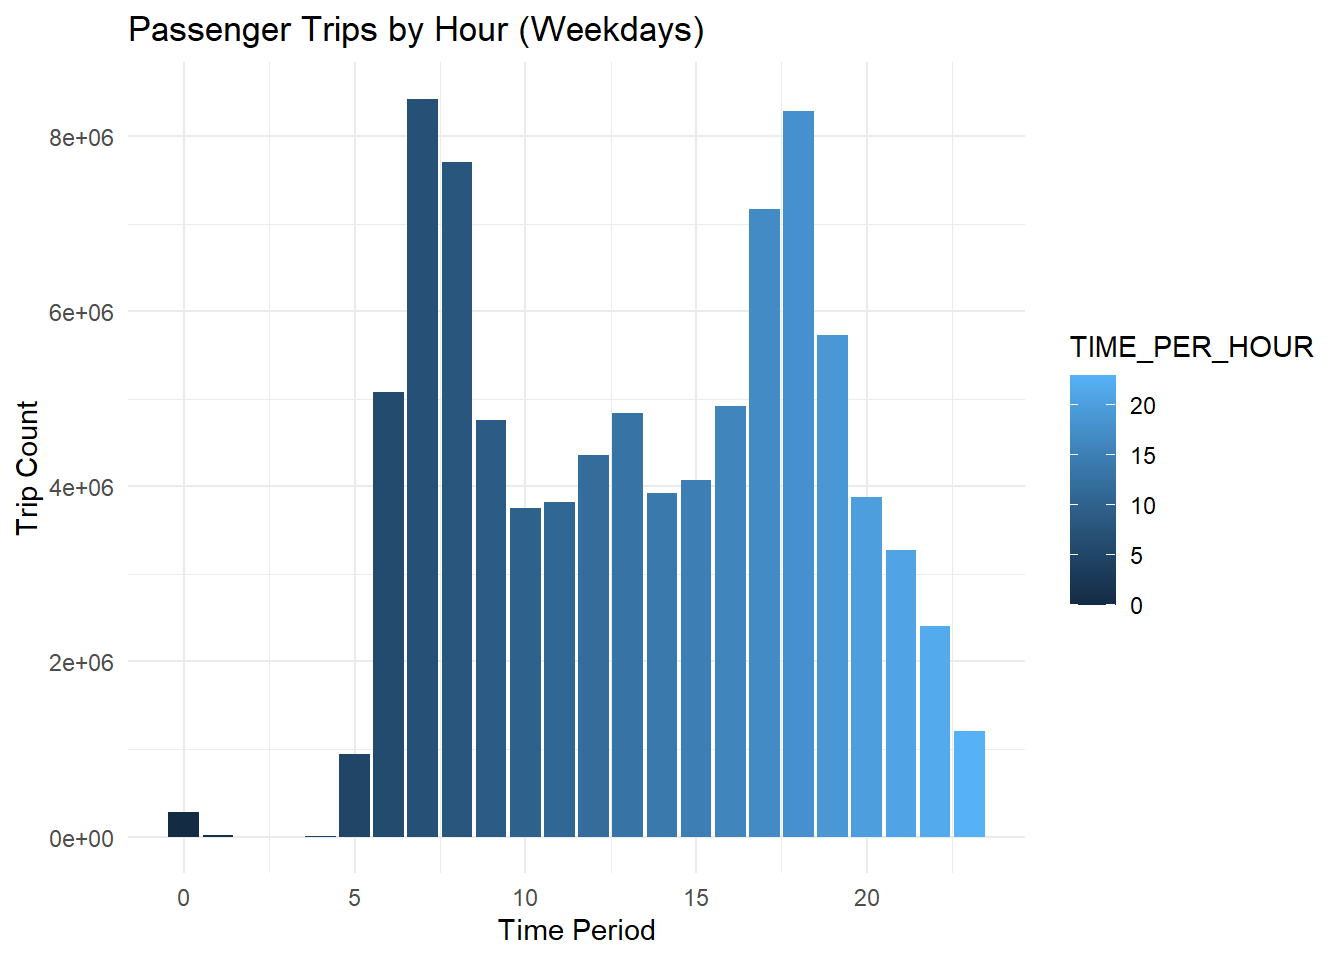 Passenger Trips by Hour (Weekdays)
8e+06
6e+06
4e+06
2e+06
0e+00
Trip Count
0 5 10 15 20
Time Period
TIME_PER_HOUR
20
15
10
5
0